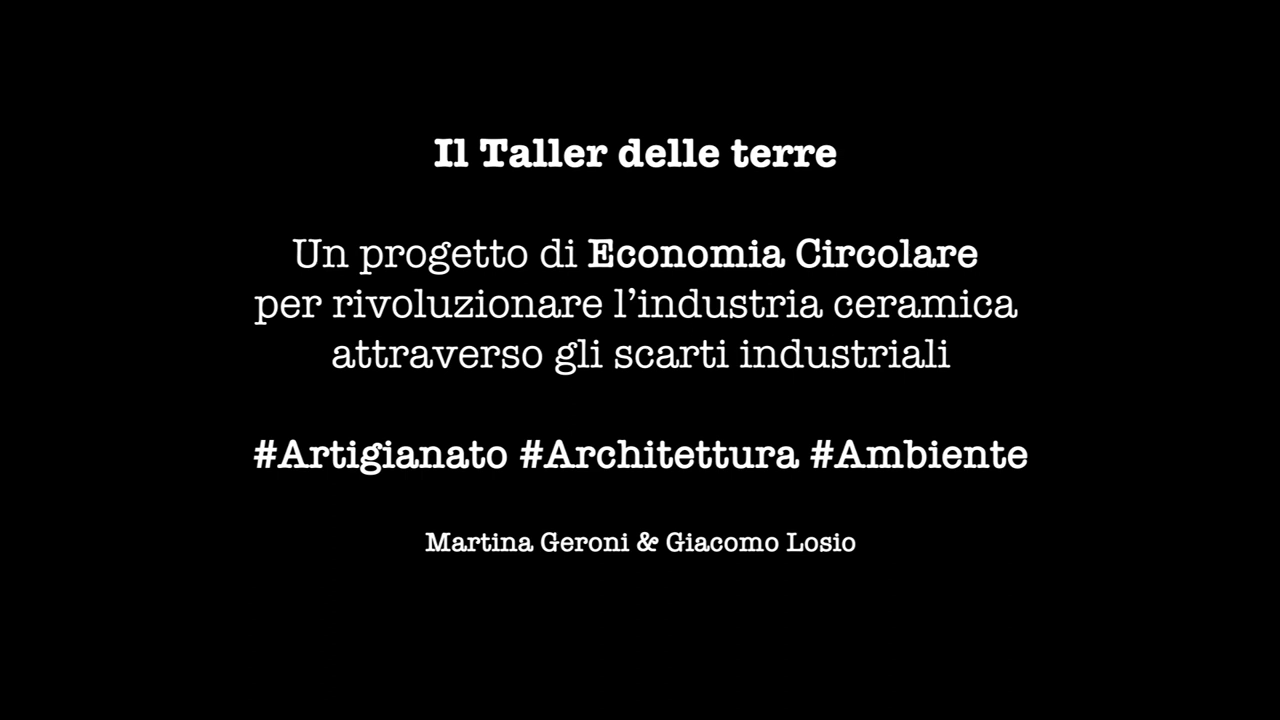 Il Taller delle terre
Un progetto di Economia Circolare
per rivoluzionare l’industria ceramica
attraverso gli scarti industriali
#Artigianato #Architettura #Ambiente
Martina Geroni & Giacomo Losio